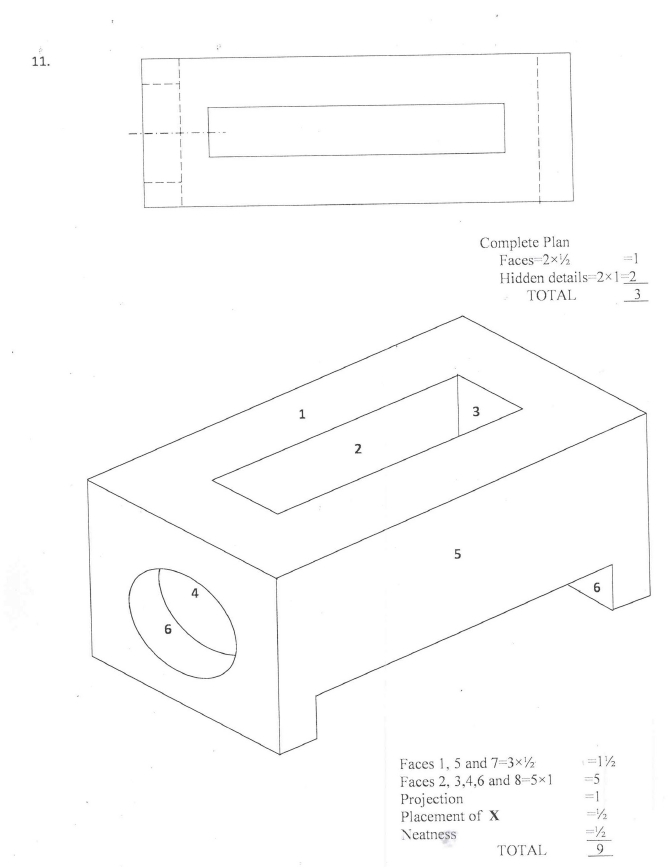 11.
Complete Plan
Faces=2×½ =1
Hidden details=2×1=2
TOTAL 3
1
3
2
5
4
6
6
Faces 1, 5 and 7=3×½ =1½
Faces 2, 3,4,6 and 8=5×1 =5
Projection =1
Placement of X =½
Neatness =½
TOTAL 9